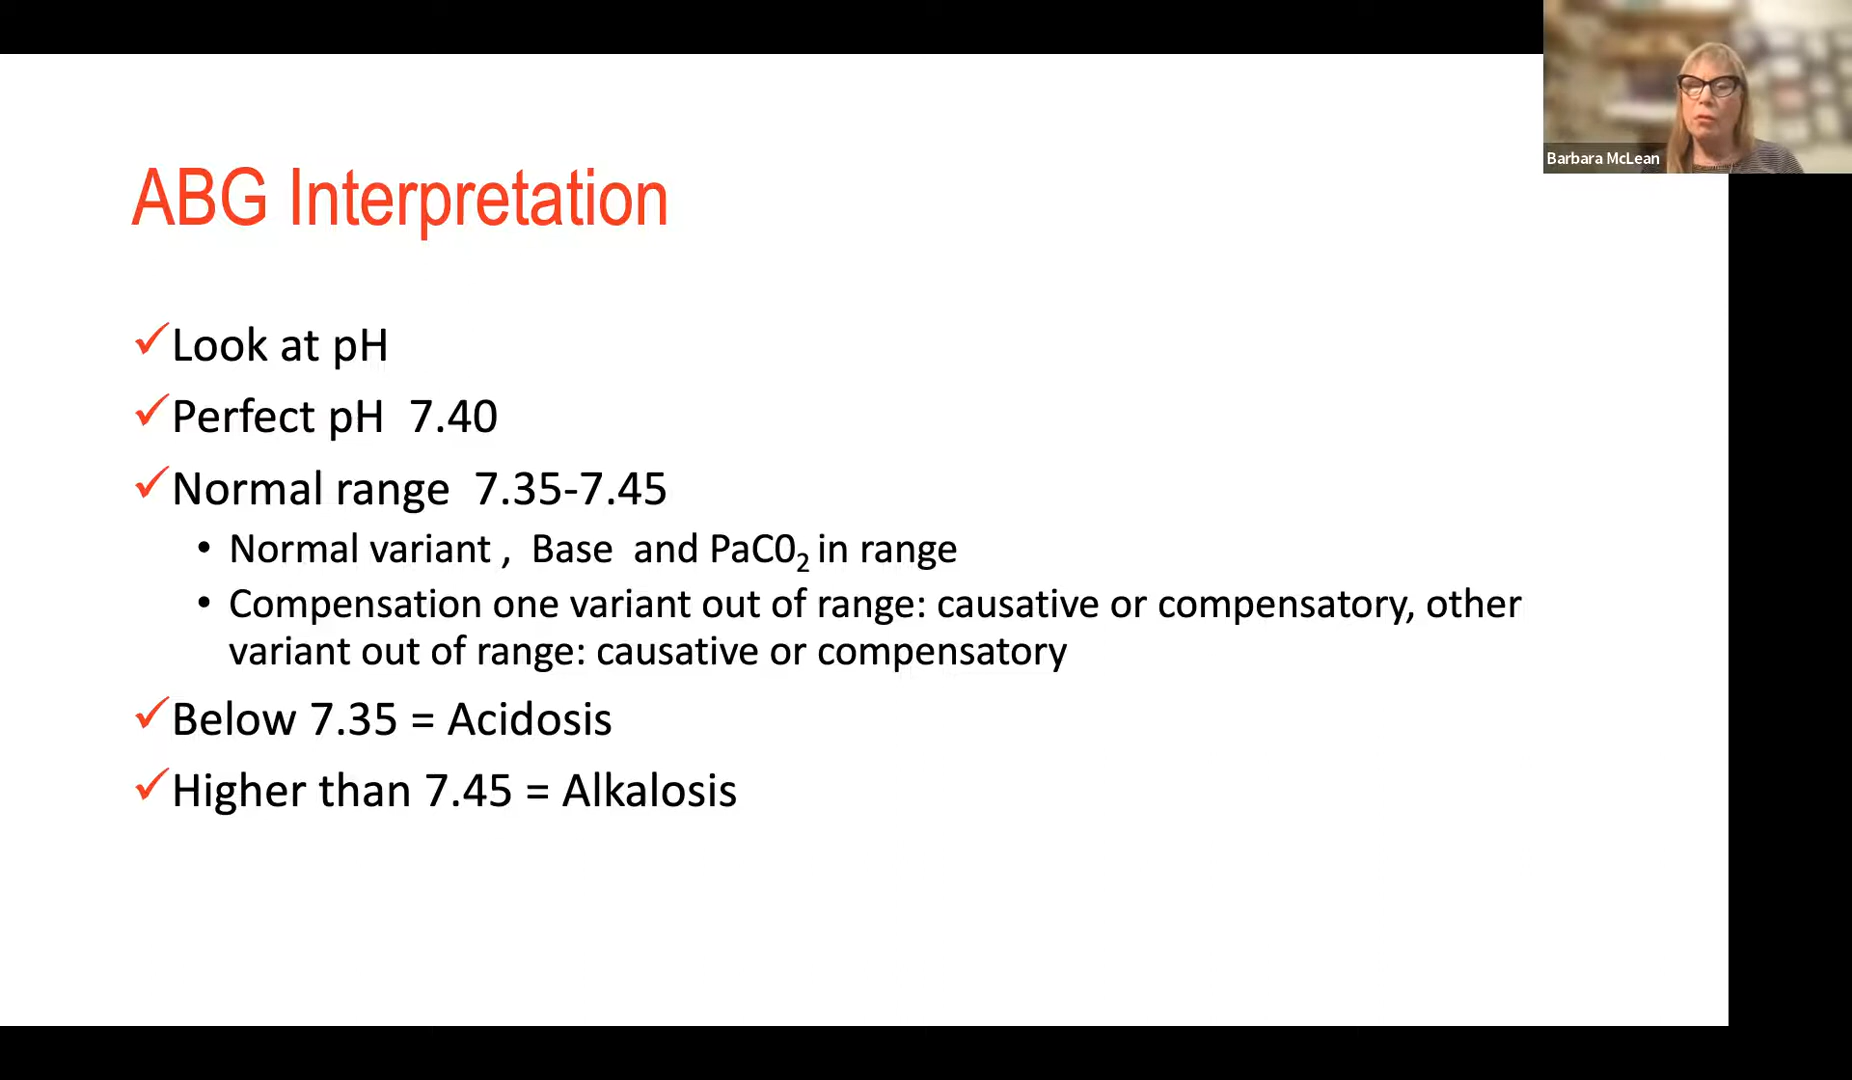 Barbara McLean
ABG Interpretation
✓Look at pH
✓Perfect pH 7.40
✓Normal range 7.35-7.45
• Normal variant , Base and PaC0₂ in range
• Compensation one variant out of range: causative or compensatory, other
variant out of range: causative or compensatory
✓Below 7.35 = Acidosis
✓Higher than 7.45 = Alkalosis